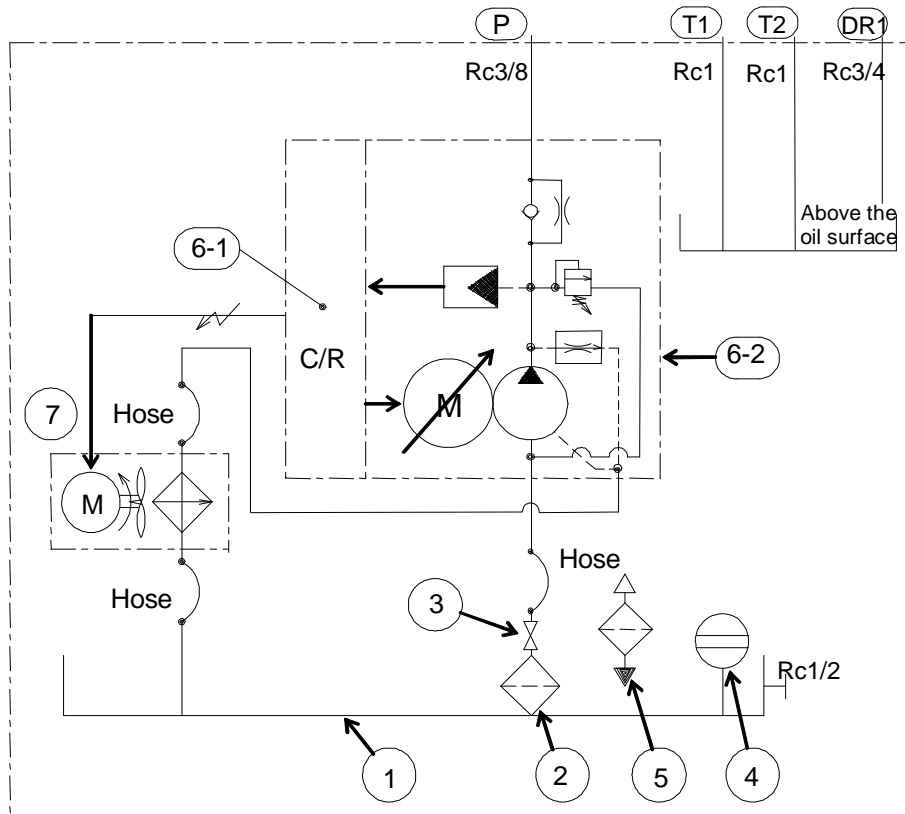 P
T1
T2
DR1
Rc3/8
Rc1
Rc1
Rc3/4
Above the
oil surface
6-1
C/R
6-2
7
Hose
M
M
Hose
Hose
3
Rc1/2
1
2
5
4